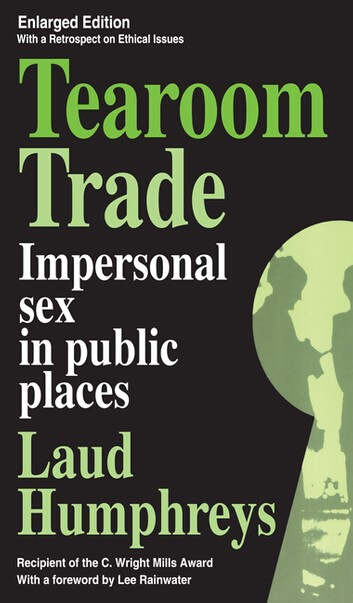 Enlarged Edition
With a Retrospect on Ethical Issues
Tearoom
Trade
Impersonal
sex
in public
places
Laud
Humphreys
Recipient of the C. Wright Mills Award
With a foreword by Lee Rainwater